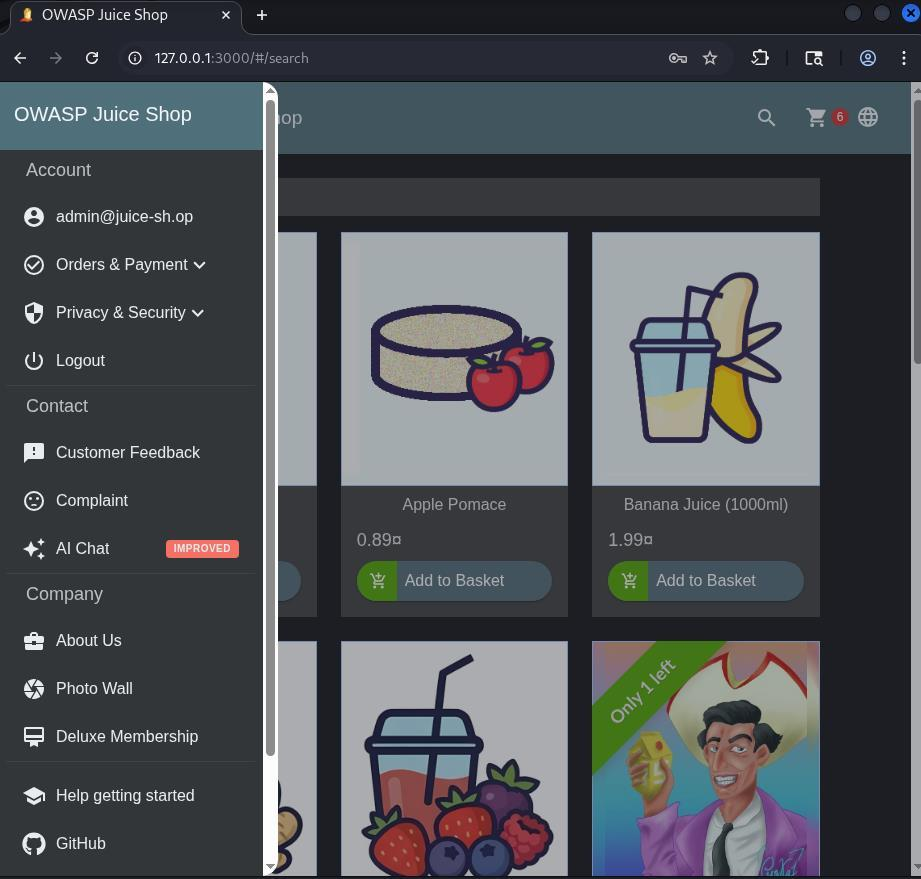 OWASP Juice Shop
127.0.0.1:3000/#/search
OWASP Juice Shop
hop
6
Account
admin@juice-sh.op
Orders & Payment
Privacy & Security
Logout
Contact
Customer Feedback
Complaint
AI Chat
IMPROVED
Company
About Us
Photo Wall
Deluxe Membership
Help getting started
GitHub
Apple Pomace
0.89¤
Add to Basket
Banana Juice (1000ml)
1.99¤
Add to Basket
Only 1 left